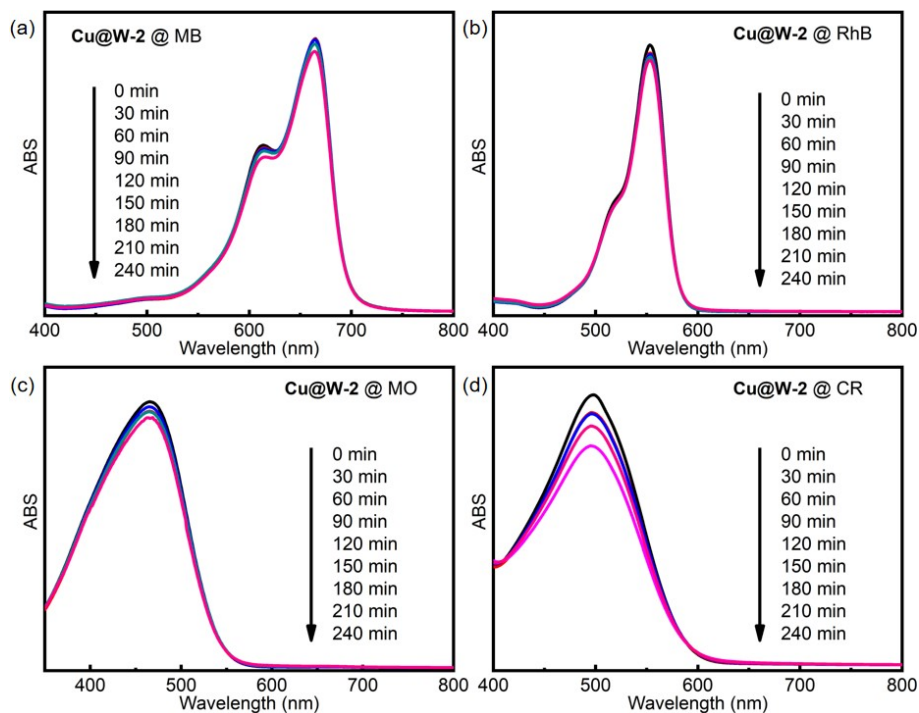 (a)
Cu@W-2 @ MB
0 min
30 min
60 min
90 min
120 min
150 min
180 min
210 min
240 min
ABS
400 500 600 700 800
Wavelength (nm)
(b)
Cu@W-2 @ RhB
0 min
30 min
60 min
90 min
120 min
150 min
180 min
210 min
240 min
ABS
400 500 600 700 800
Wavelength (nm)
(c)
Cu@W-2 @ MO
0 min
30 min
60 min
90 min
120 min
150 min
180 min
210 min
240 min
ABS
400 500 600 700 800
Wavelength (nm)
(d)
Cu@W-2 @ CR
0 min
30 min
60 min
90 min
120 min
150 min
180 min
210 min
240 min
ABS
400 500 600 700 800
Wavelength (nm)